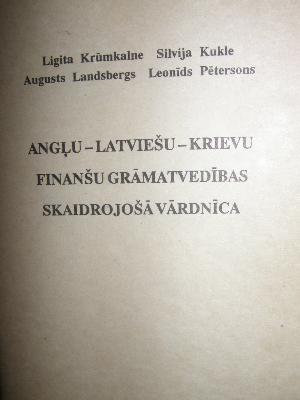 Ligita Krūmkalne Silvija Kukle
Augusts Landsbergs Leonīds Pētersons
ANGĻU – LATVIEŠU – KRIEVU
FINANŠU GRĀMATVEDĪBAS
SKAIDROJOŠĀ VĀRDNĪCA